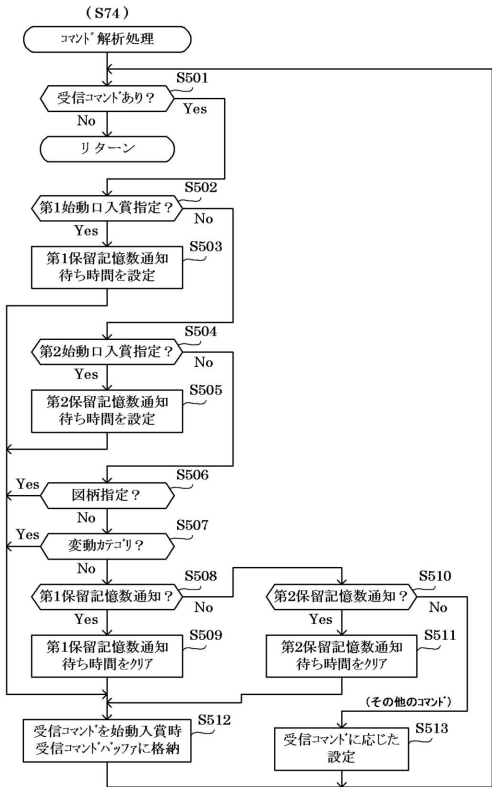 (S74)
コマンド解析処理
S501
受信コマンドあり?
Yes
No
リターン
S502
第1始動口入賞指定?
No
Yes
S503
第1保留記憶数通知
待ち時間を設定
S504
第2始動口入賞指定?
No
Yes
S505
第2保留記憶数通知
待ち時間を設定
S506
Yes
図柄指定?
No
S507
Yes
変動カテゴリ?
No
S508
第1保留記憶数通知?
No
Yes
S509
第1保留記憶数通知
待ち時間をクリア
S510
第2保留記憶数通知?
No
Yes
S511
第2保留記憶数通知
待ち時間をクリア
(その他のコマンド)
S512
受信コマンドを始動入賞時
受信コマンドバッファに格納
S513
受信コマンドに応じた
設定